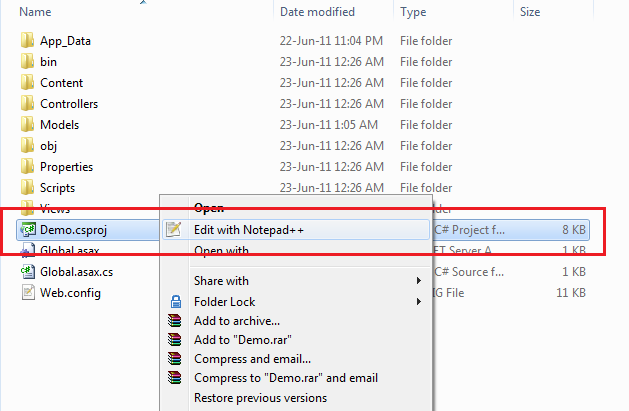 Name Date modified Type Size
App_Data 22-Jun-11 11:04 PM File folder
bin 23-Jun-11 12:26 AM File folder
Content 23-Jun-11 12:26 AM File folder
Controllers 23-Jun-11 12:26 AM File folder
Models 23-Jun-11 1:05 AM File folder
obj 23-Jun-11 12:26 AM File folder
Properties 23-Jun-11 12:26 AM File folder
Scripts 23-Jun-11 12:26 AM File folder
Views
Open
Demo.csproj Edit with Notepad++ C# Project f... 8 KB
Global.asax Open with 1 KB
Global.asax.cs C# Source f... 1 KB
Share with
Web.config 11 KB
Folder Lock
Add to archive...
Add to "Demo.rar"
Compress and email...
Compress to "Demo.rar" and email
Restore previous versions